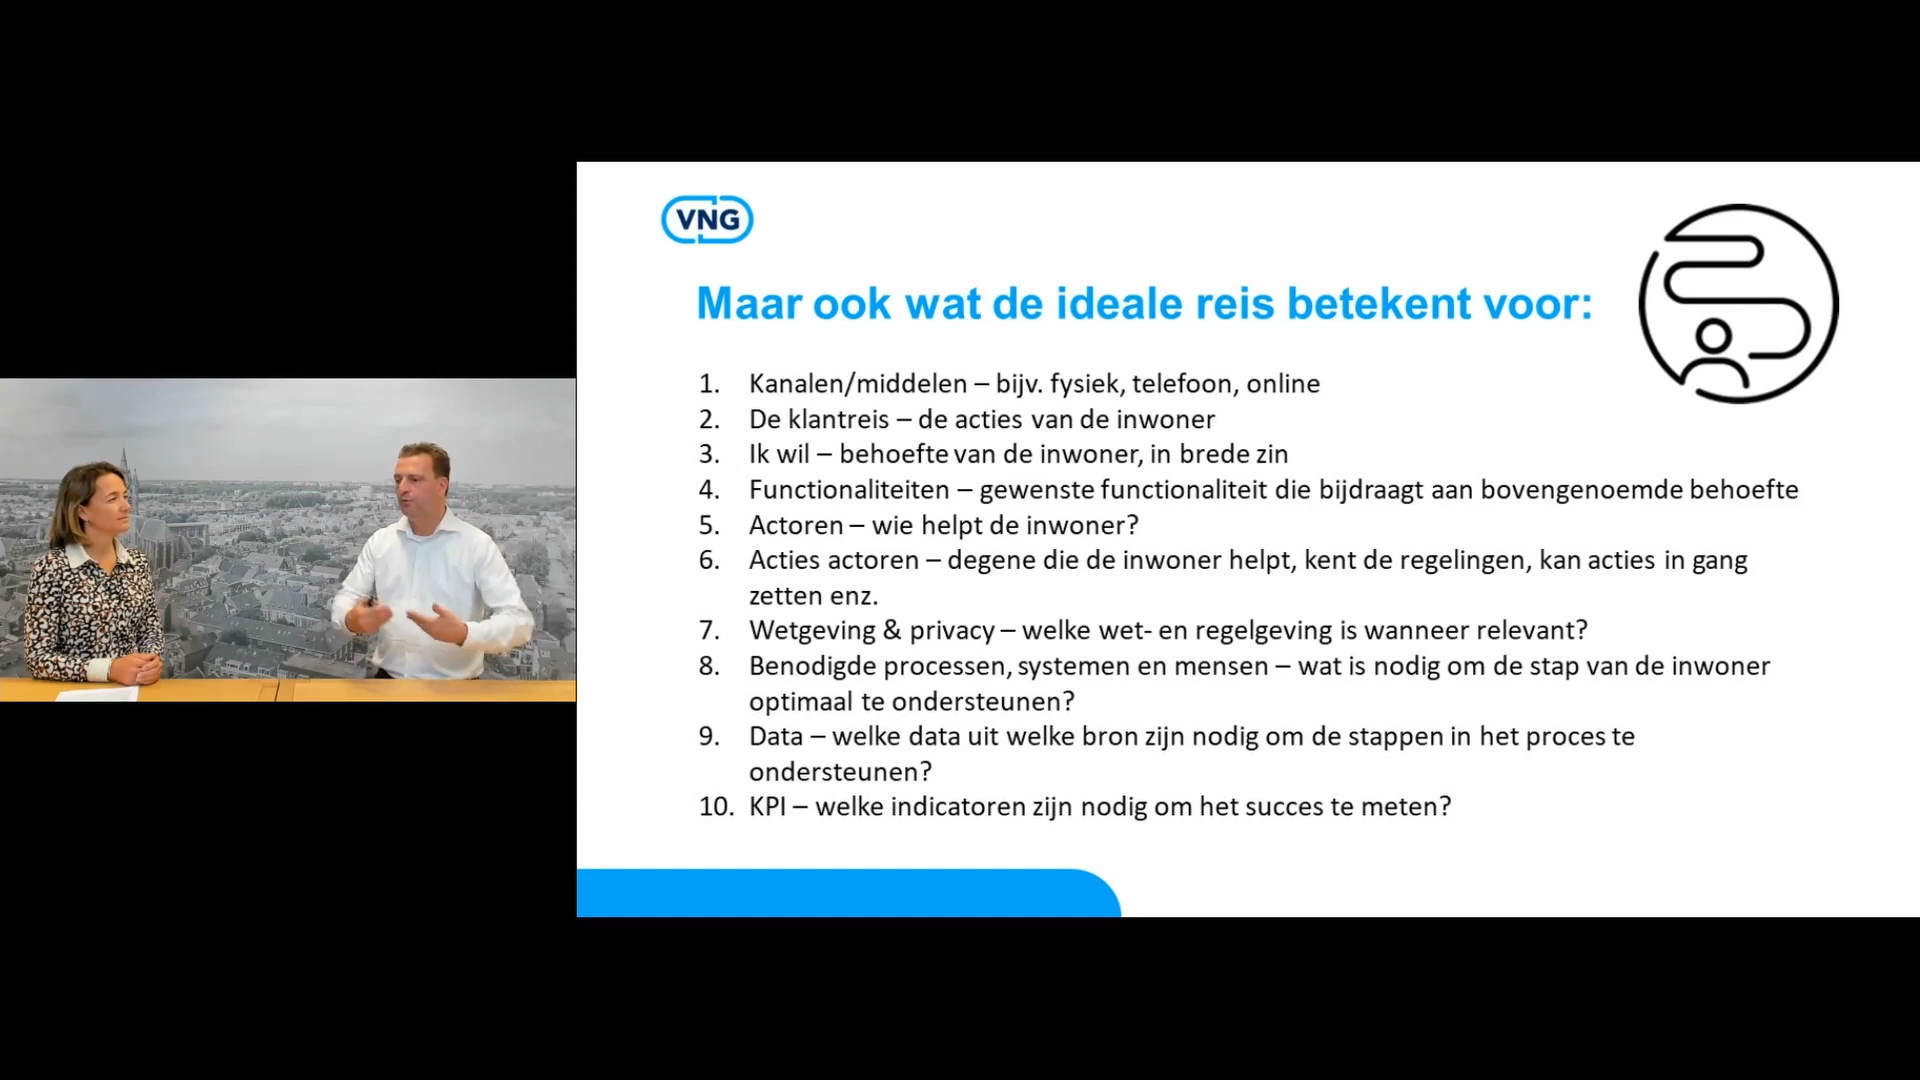 VNG
Maar ook wat de ideale reis betekent voor:
1. Kanalen/middelen – bijv. fysiek, telefoon, online
2. De klantreis – de acties van de inwoner
3. Ik wil – behoefte van de inwoner, in brede zin
4. Functionaliteiten – gewenste functionaliteit die bijdraagt aan bovengenoemde behoefte
5. Actoren – wie helpt de inwoner?
6. Acties actoren – degene die de inwoner helpt, kent de regelingen, kan acties in gang
zetten enz.
7. Wetgeving & privacy – welke wet- en regelgeving is wanneer relevant?
8. Benodigde processen, systemen en mensen – wat is nodig om de stap van de inwoner
optimaal te ondersteunen?
9. Data – welke data uit welke bron zijn nodig om de stappen in het proces te
ondersteunen?
10. KPI – welke indicatoren zijn nodig om het succes te meten?